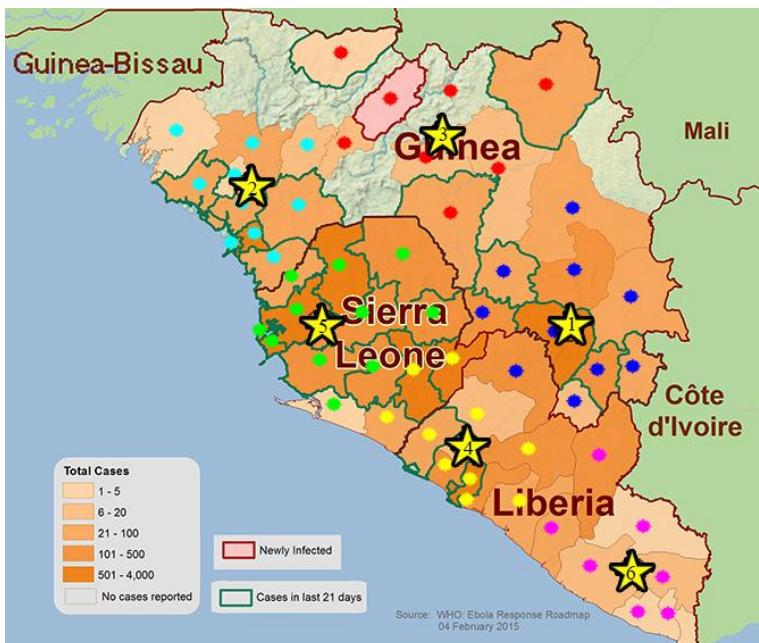 Guinea-Bissau
Mali
3
Guinea
2
Sierra
5
1
Leone
Côte
d'Ivoire
4
Liberia
6
Total Cases
1 - 5
6 - 20
21 - 100
101 - 500
501 - 4,000
No cases reported
Newly Infected
Cases in last 21 days
Source: WHO: Ebola Response Roadmap
04 February 2015